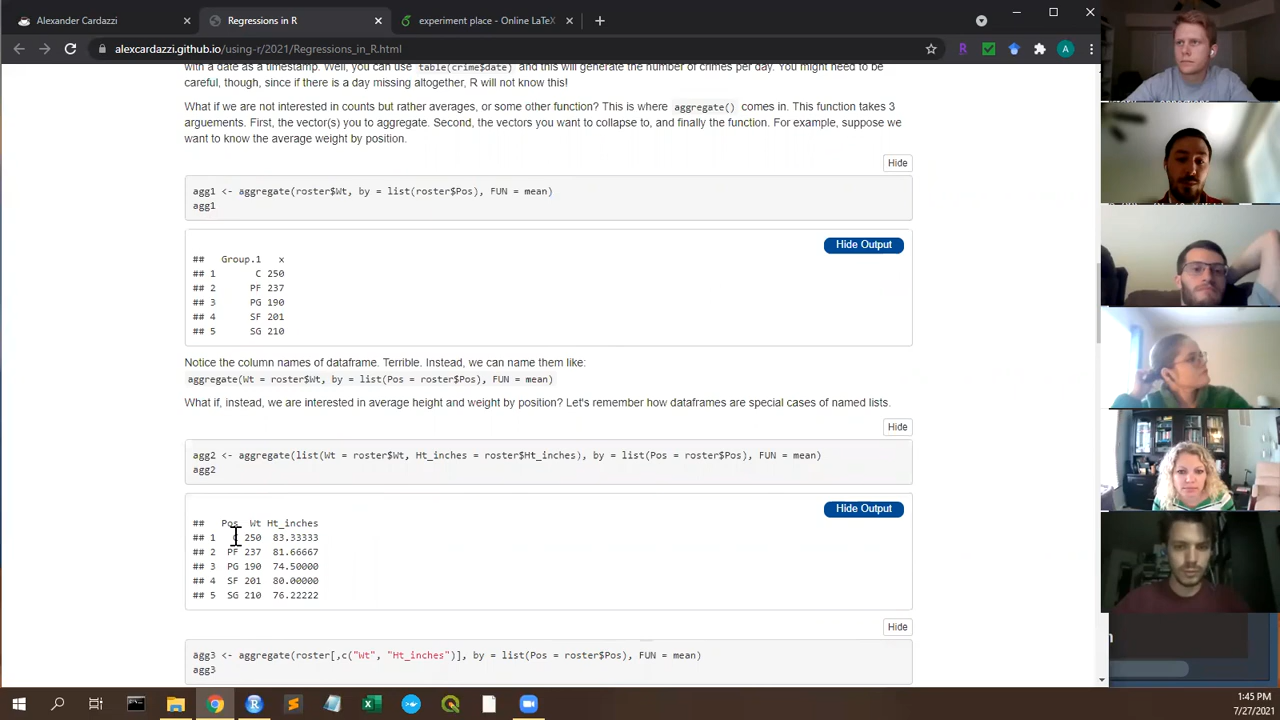 Alexander Cardazzi
Regressions in R
experiment place - Online LaTeX
alexcardazzi.github.io/using-r/2021/Regressions_in_R.html
with a date as a timestamp. Well, you can use table(crime$date) and this will generate the number of crimes per day. You might need to be
careful, though, since if there is a day missing altogether, R will not know this!
What if we are not interested in counts but rather averages, or some other function? This is where aggregate() comes in. This function takes 3
arguements. First, the vector(s) you to aggregate. Second, the vectors you want to collapse to, and finally the function. For example, suppose we
want to know the average weight by position.
Hide
agg1 <- aggregate(roster$Wt, by = list(roster$Pos), FUN = mean)
agg1
Hide Output
## Group.1 x
## 1 C 250
## 2 PF 237
## 3 PG 190
## 4 SF 201
## 5 SG 210
Notice the column names of dataframe. Terrible. Instead, we can name them like:
aggregate(Wt = roster$Wt, by = list(Pos = roster$Pos), FUN = mean)
What if, instead, we are interested in average height and weight by position? Let's remember how dataframes are special cases of named lists.
Hide
agg2 <- aggregate(list(Wt = roster$Wt, Ht_inches = roster$Ht_inches), by = list(Pos = roster$Pos), FUN = mean)
agg2
Hide Output
## Pos Wt Ht_inches
## 1 C 250 83.33333
## 2 PF 237 81.66667
## 3 PG 190 74.50000
## 4 SF 201 80.00000
## 5 SG 210 76.22222
Hide
agg3 <- aggregate(roster[,c("Wt", "Ht_inches")], by = list(Pos = roster$Pos), FUN = mean)
agg3
1:45 PM
7/27/2021